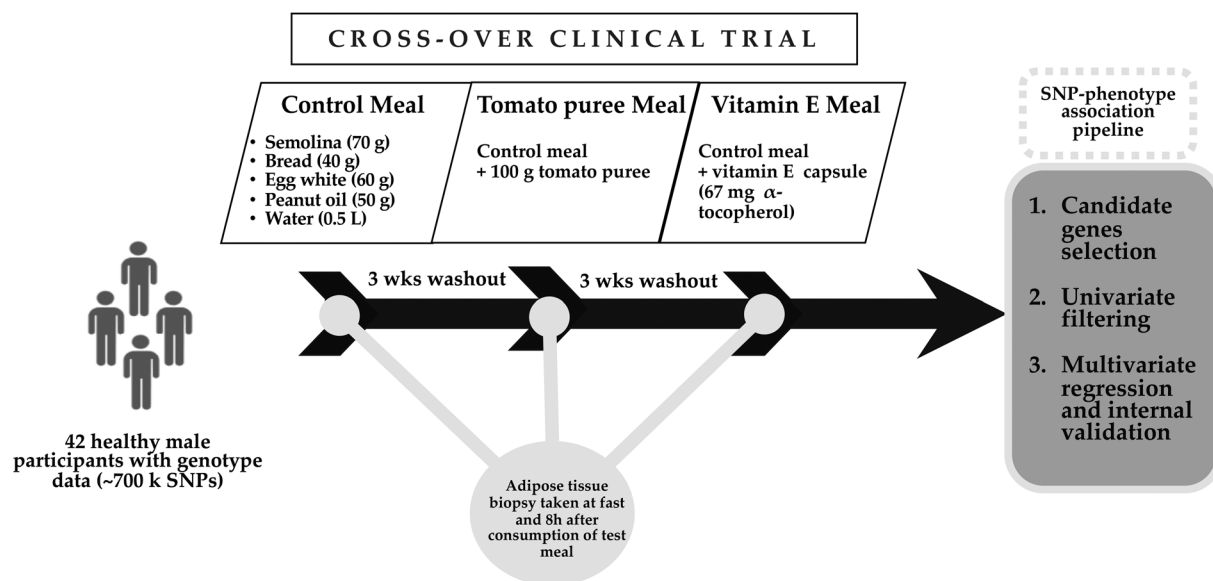 CROSS-OVER CLINICAL TRIAL
Control Meal
• Semolina (70 g)
• Bread (40 g)
• Egg white (60 g)
• Peanut oil (50 g)
• Water (0.5 L)
Tomato puree Meal
Control meal
+ 100 g tomato puree
Vitamin E Meal
Control meal
+ vitamin E capsule
(67 mg α-
tocopherol)
SNP-phenotype
association
pipeline
3 wks washout
3 wks washout
1. Candidate
genes
selection
2. Univariate
filtering
3. Multivariate
regression
and internal
validation
42 healthy male
participants with genotype
data (~700 k SNPs)
Adipose tissue
biopsy taken at fast
and 8h after
consumption of test
meal